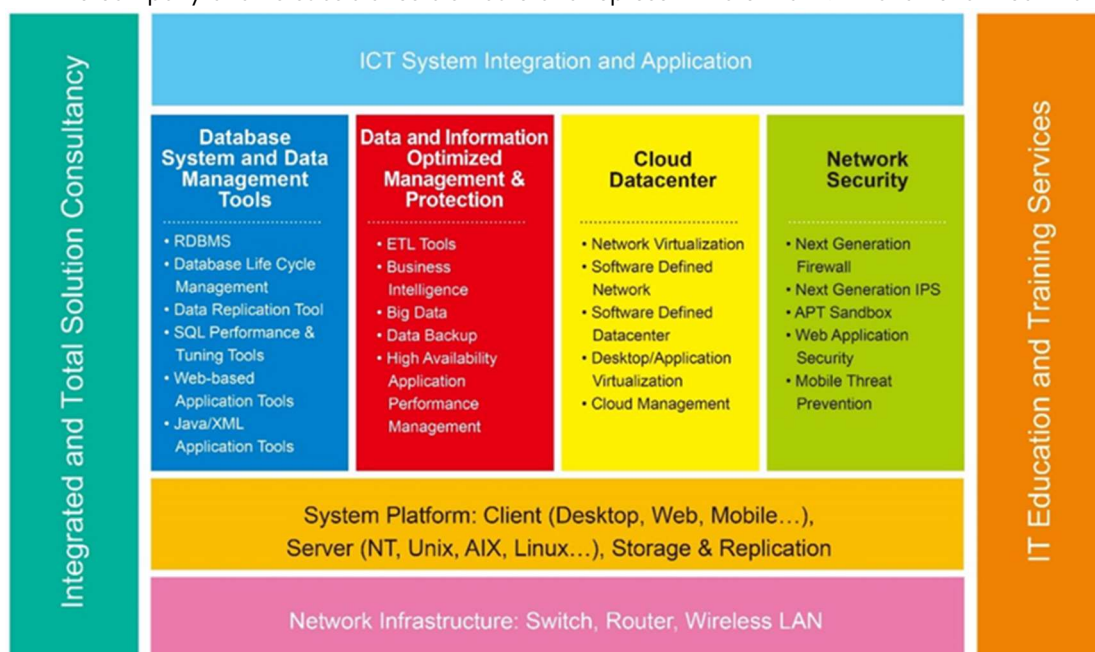 Integrated and Total Solution Consultancy
ICT System Integration and Application
Database
System and Data
Management
Tools
• RDBMS
• Database Life Cycle
Management
• Data Replication Tool
• SQL Performance &
Tuning Tools
• Web-based
Application Tools
• Java/XML
Application Tools
Data and Information
Optimized
Management &
Protection
• ETL Tools
• Business
Intelligence
• Big Data
• Data Backup
• High Availability
Application
Performance
Management
Cloud
Datacenter
• Network Virtualization
• Software Defined
Network
• Software Defined
Datacenter
• Desktop/Application
Virtualization
• Cloud Management
Network
Security
• Next Generation
Firewall
• Next Generation IPS
• APT Sandbox
• Web Application
Security
• Mobile Threat
Prevention
System Platform: Client (Desktop, Web, Mobile…),
Server (NT, Unix, AIX, Linux…), Storage & Replication
Network Infrastructure: Switch, Router, Wireless LAN
IT Education and Training Services